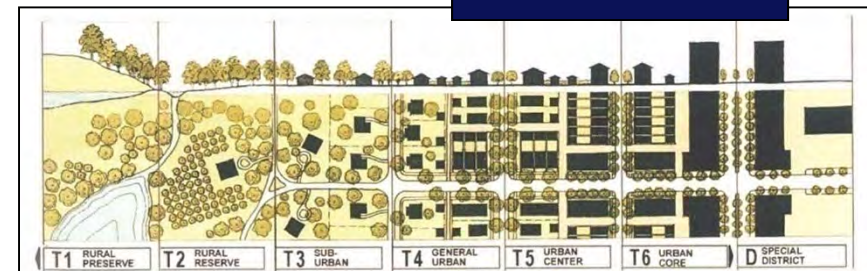 T1 RURAL PRESERVE
T2 RURAL RESERVE
T3 SUB-URBAN
T4 GENERAL URBAN
T5 URBAN CENTER
T6 URBAN CORE
D SPECIAL DISTRICT